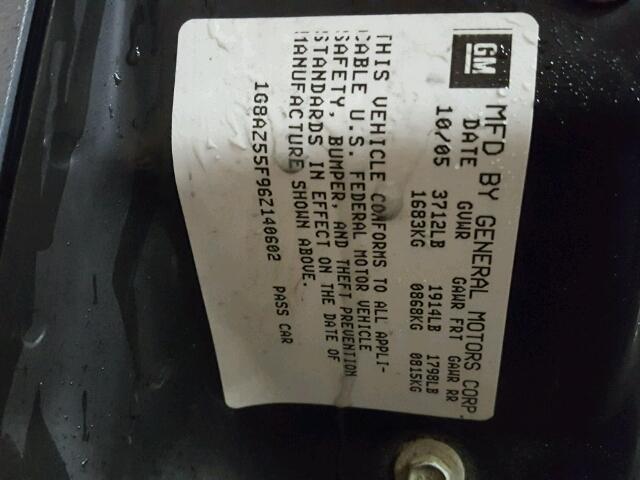 GM MFD BY GENERAL MOTORS CORP
DATE GVWR GAWR FRT GAWR RR
10/05 3712LB 1914LB 1798LB
1683KG 0868KG 0815KG
THIS VEHICLE CONFORMS TO ALL APPLI-
CABLE U.S. FEDERAL MOTOR VEHICLE
SAFETY, BUMPER, AND THEFT PREVENTION
STANDARDS IN EFFECT ON THE DATE OF
MANUFACTURE SHOWN ABOVE.
1G8AZ55F96Z140602 PASS CAR